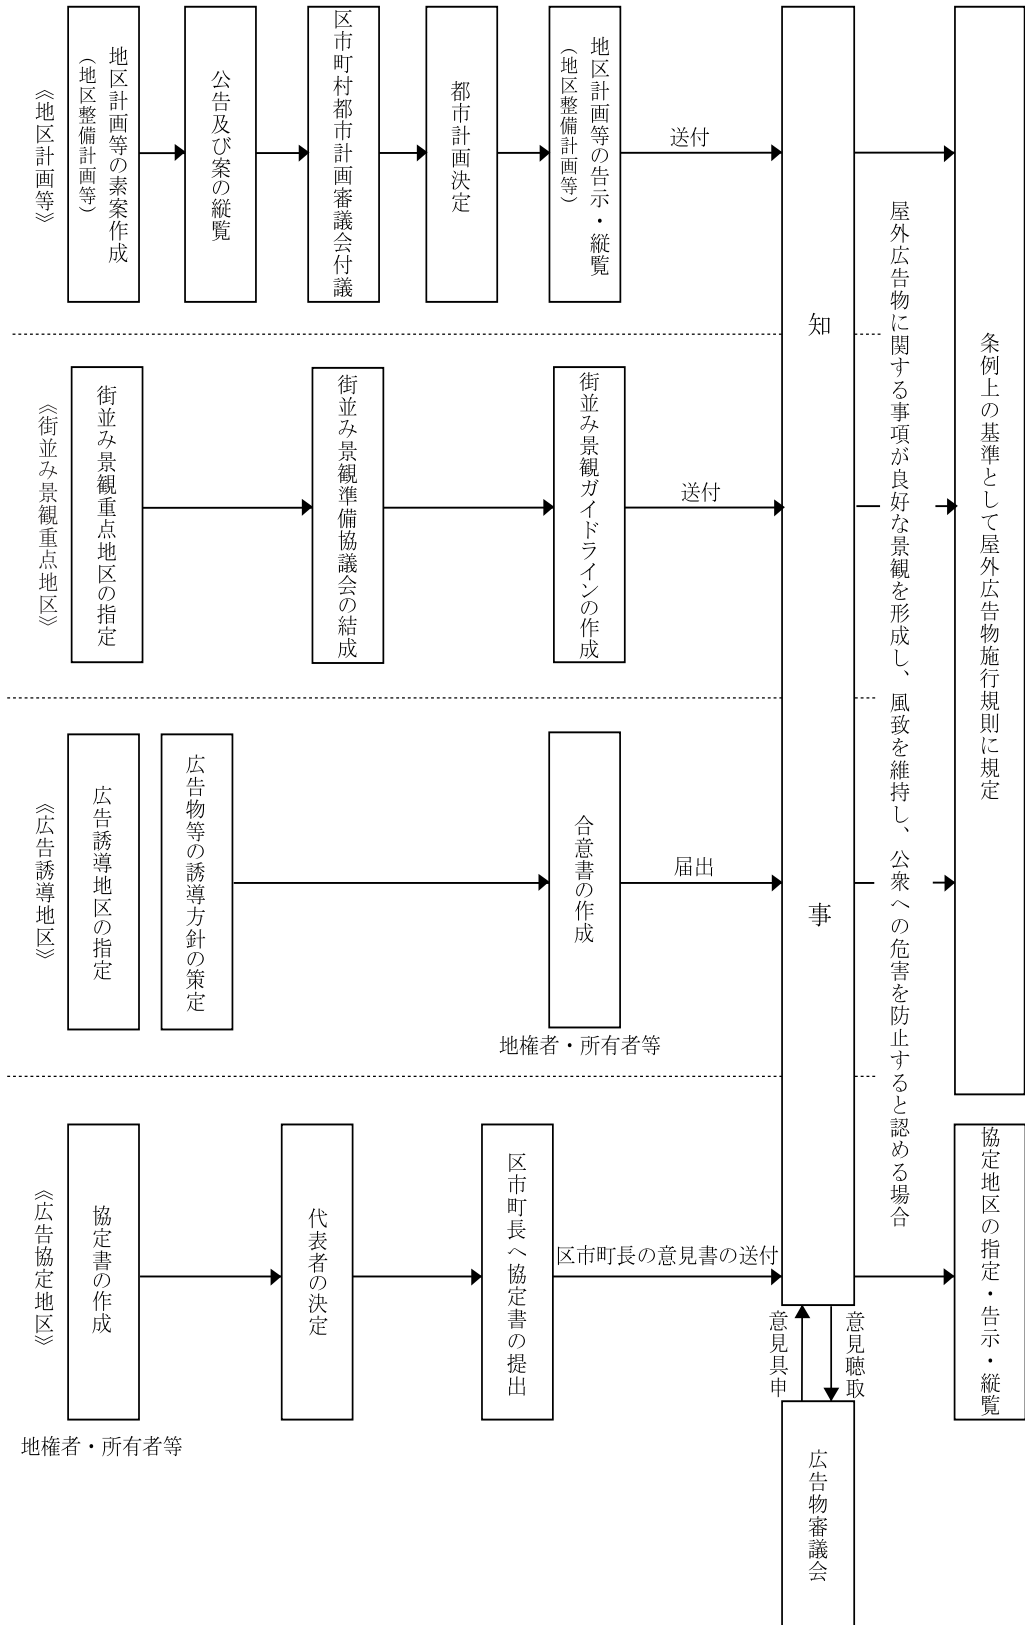 《地区計画等》
地区計画等の素案作成
(地区整備計画等)
公告及び案の縦覧
区市町村都市計画審議会付議
都市計画決定
地区計画等の告示・縦覧
(地区整備計画等)
送付
《街並み景観重点地区》
街並み景観重点地区の指定
街並み景観準備協議会の結成
街並み景観ガイドラインの作成
送付
《広告誘導地区》
広告誘導地区の指定
広告物等の誘導方針の策定
合意書の作成
地権者・所有者等
届出
《広告協定地区》
協定書の作成
地権者・所有者等
代表者の決定
区市町長へ協定書の提出
区市町長の意見書の送付
知事
意見具申
意見聴取
広告物審議会
屋外広告物に関する事項が良好な景観を形成し、風致を維持し、公衆への危害を防止すると認める場合
条例上の基準として屋外広告物施行規則に規定
協定地区の指定・告示・縦覧